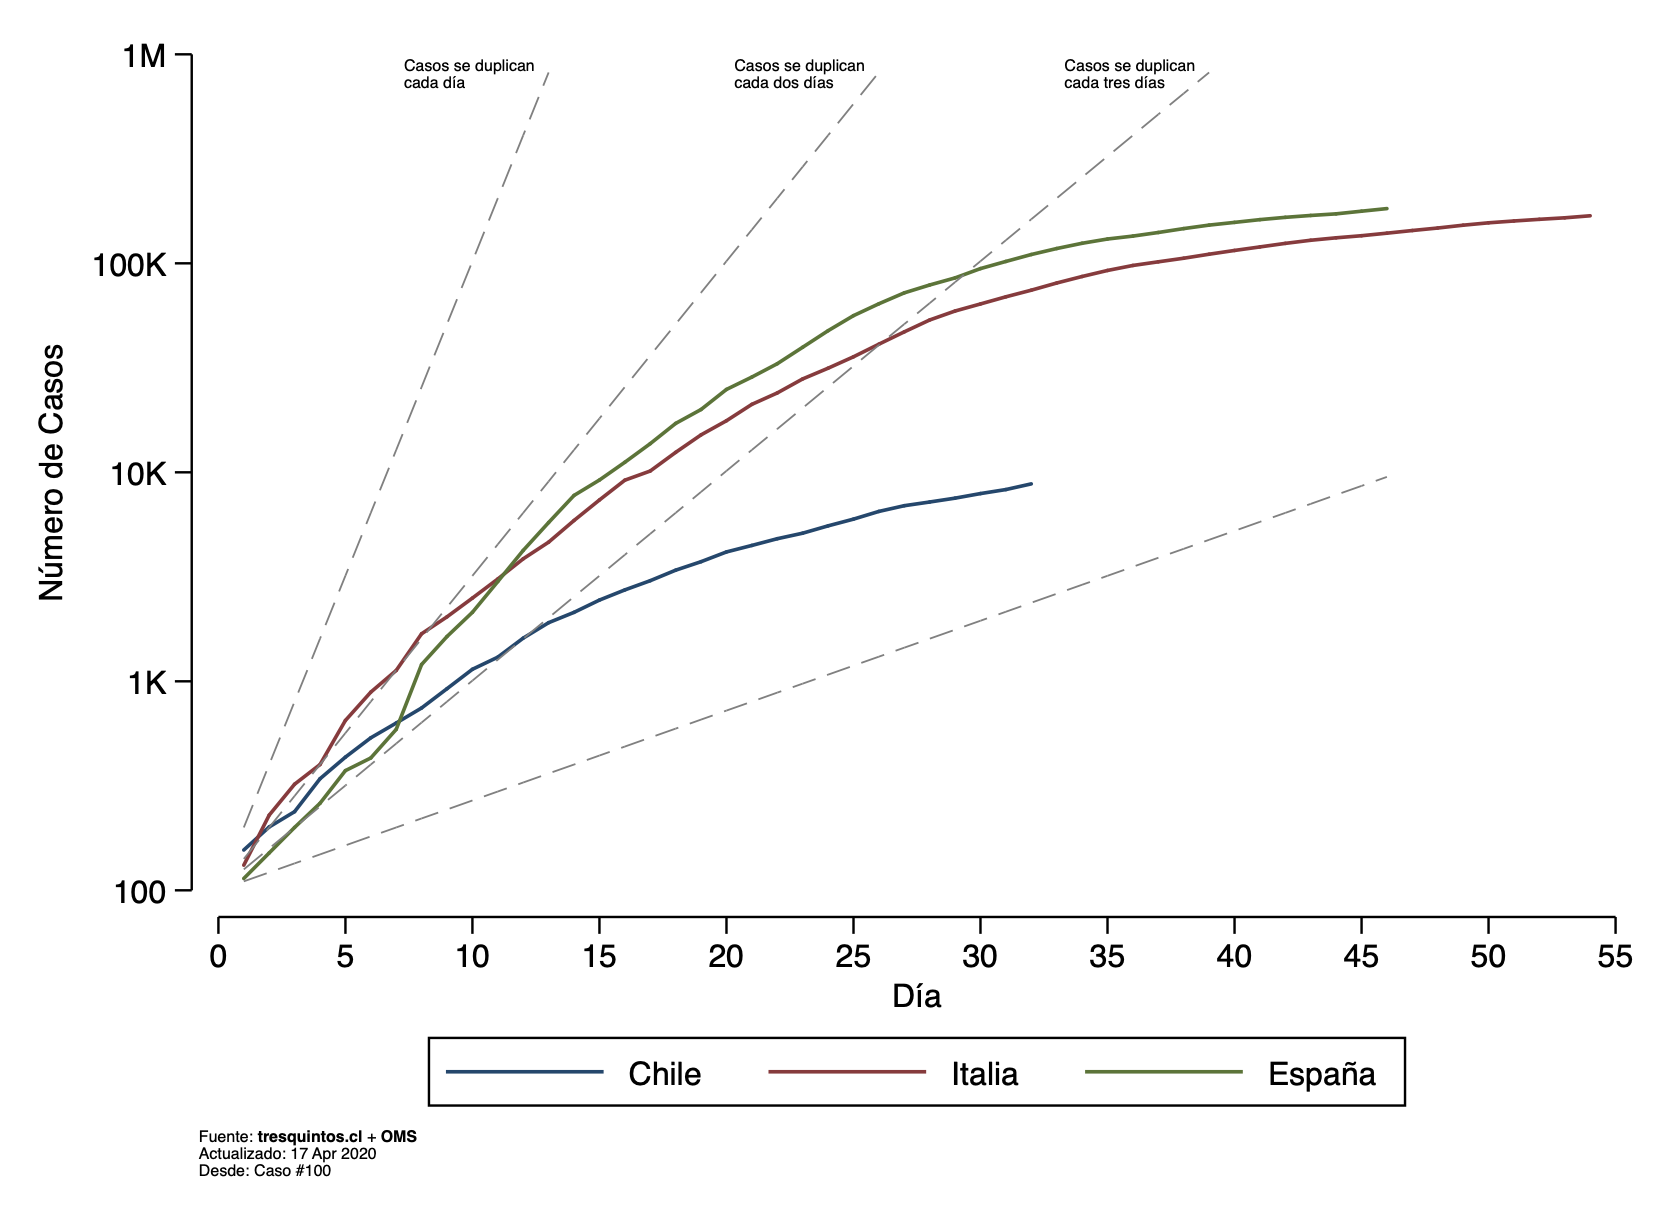 1M
100K
10K
1K
100
Número de Casos
Casos se duplican
cada día
Casos se duplican
cada dos días
Casos se duplican
cada tres días
0 5 10 15 20 25 30 35 40 45 50 55
Día
Chile Italia España
Fuente: tresquintos.cl + OMS
Actualizado: 17 Apr 2020
Desde: Caso #100